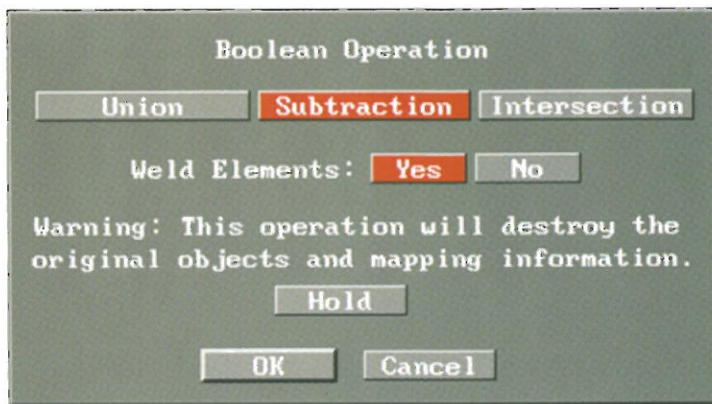 Boolean Operation
Union Subtraction Intersection
Weld Elements: Yes No
Warning: This operation will destroy the
original objects and mapping information.
Hold
OK Cancel